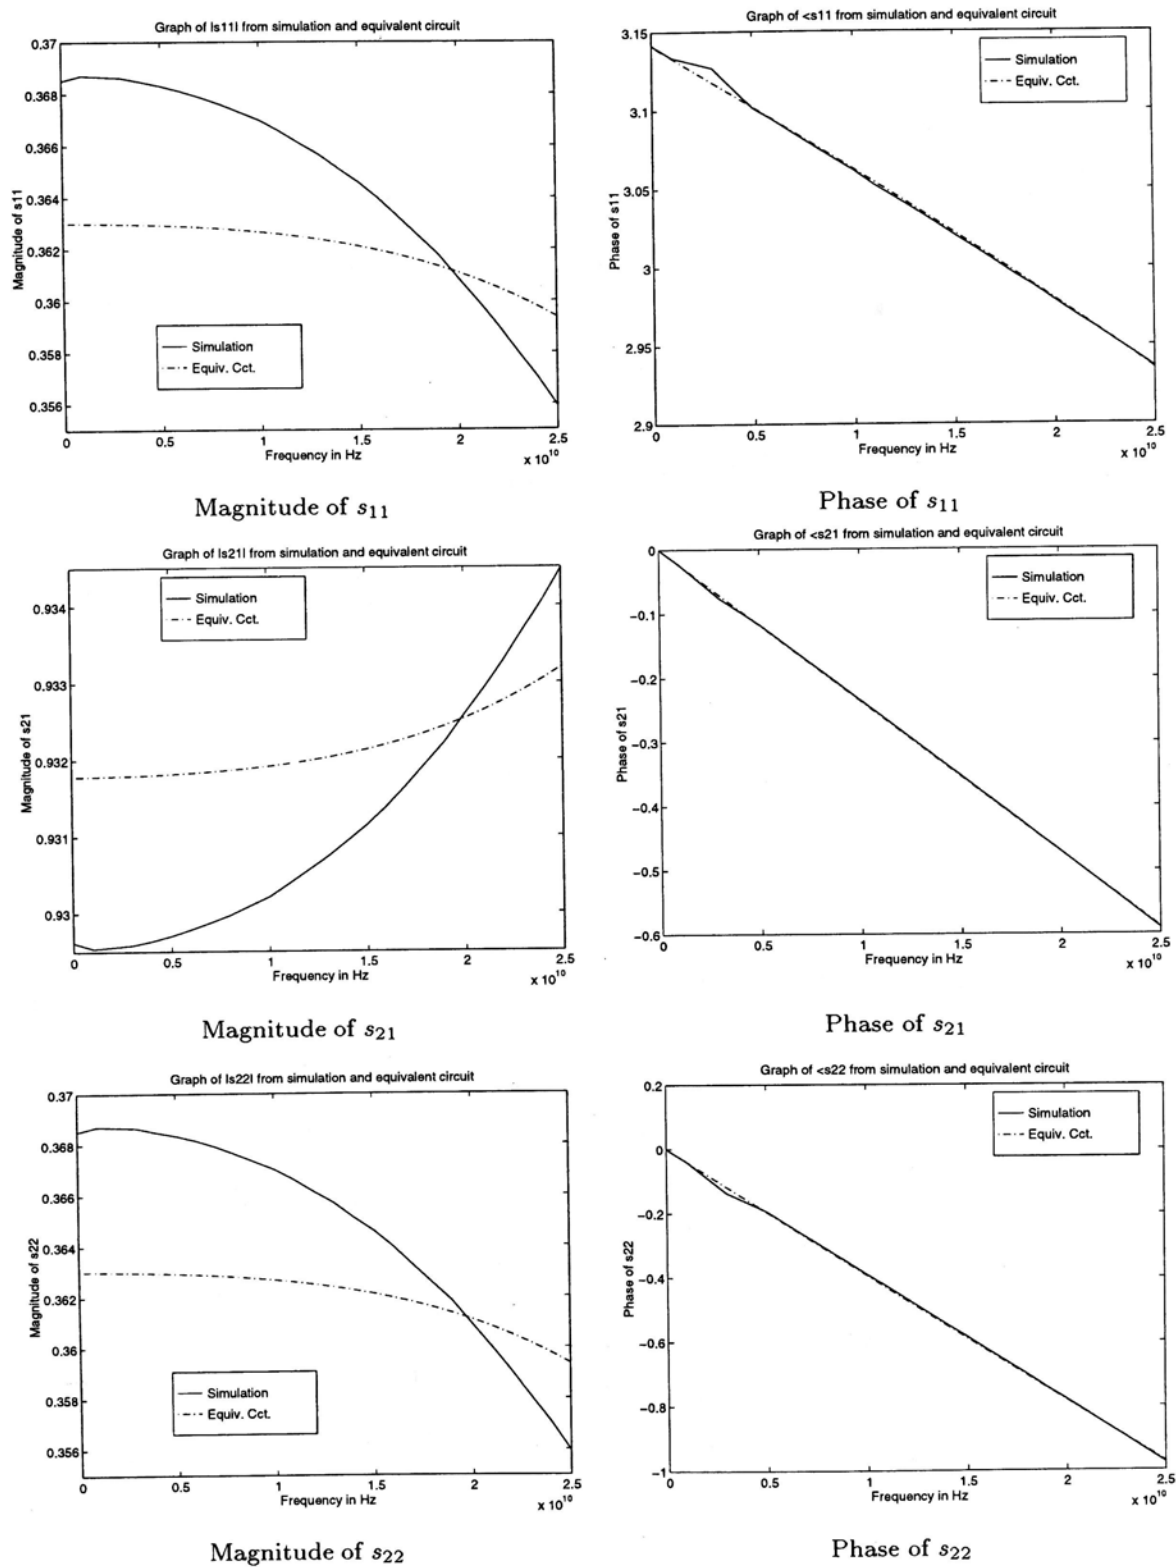 Graph of |s11| from simulation and equivalent circuit
0.37
0.368
0.366
0.364
0.362
0.36
0.358
0.356
Magnitude of s11
Simulation
Equiv. Cct.
0 0.5 1 1.5 2 2.5
Frequency in Hz
x 10^10
Magnitude of s11
Graph of <s11 from simulation and equivalent circuit
3.15
3.1
3.05
3
2.95
2.9
Phase of s11
Simulation
Equiv. Cct.
0 0.5 1 1.5 2 2.5
Frequency in Hz
x 10^10
Phase of s11
Graph of |s21| from simulation and equivalent circuit
0.934
0.933
0.932
0.931
0.93
Magnitude of s21
Simulation
Equiv. Cct.
0 0.5 1 1.5 2 2.5
Frequency in Hz
x 10^10
Magnitude of s21
Graph of <s21 from simulation and equivalent circuit
0
−0.1
−0.2
−0.3
−0.4
−0.5
−0.6
Phase of s21
Simulation
Equiv. Cct.
0 0.5 1 1.5 2 2.5
Frequency in Hz
x 10^10
Phase of s21
Graph of |s22| from simulation and equivalent circuit
0.37
0.368
0.366
0.364
0.362
0.36
0.358
0.356
Magnitude of s22
Simulation
Equiv. Cct.
0 0.5 1 1.5 2 2.5
Frequency in Hz
x 10^10
Magnitude of s22
Graph of <s22 from simulation and equivalent circuit
0.2
0
−0.2
−0.4
−0.6
−0.8
−1
Phase of s22
Simulation
Equiv. Cct.
0 0.5 1 1.5 2 2.5
Frequency in Hz
x 10^10
Phase of s22